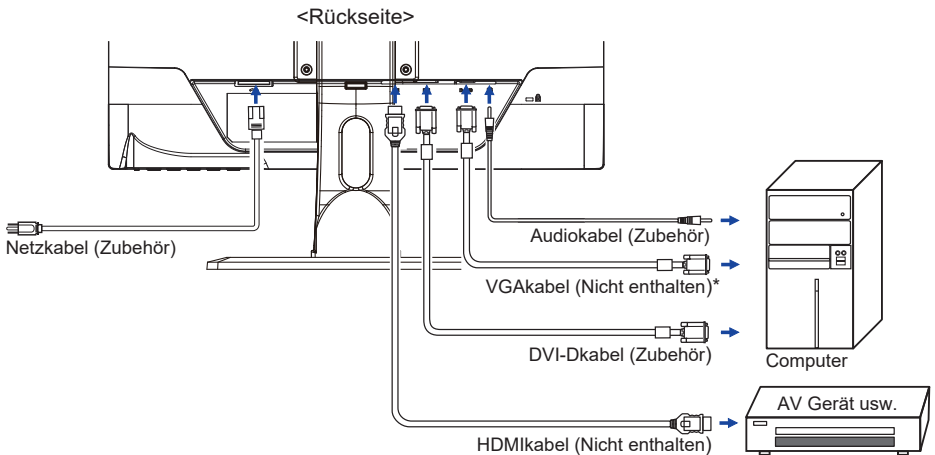 <Rückseite>
Netzkabel (Zubehör)
Audiokabel (Zubehör)
VGAkabel (Nicht enthalten)*
DVI-Dkabel (Zubehör)
Computer
AV Gerät usw.
HDMIkabel (Nicht enthalten)